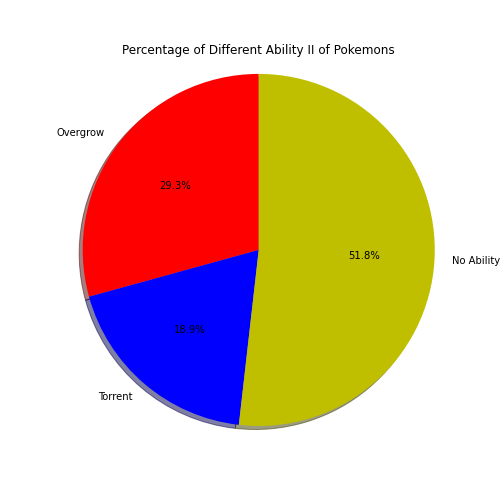 Percentage of Different Ability II of Pokemons
Overgrow
29.3%
51.8%
No Ability
18.9%
Torrent